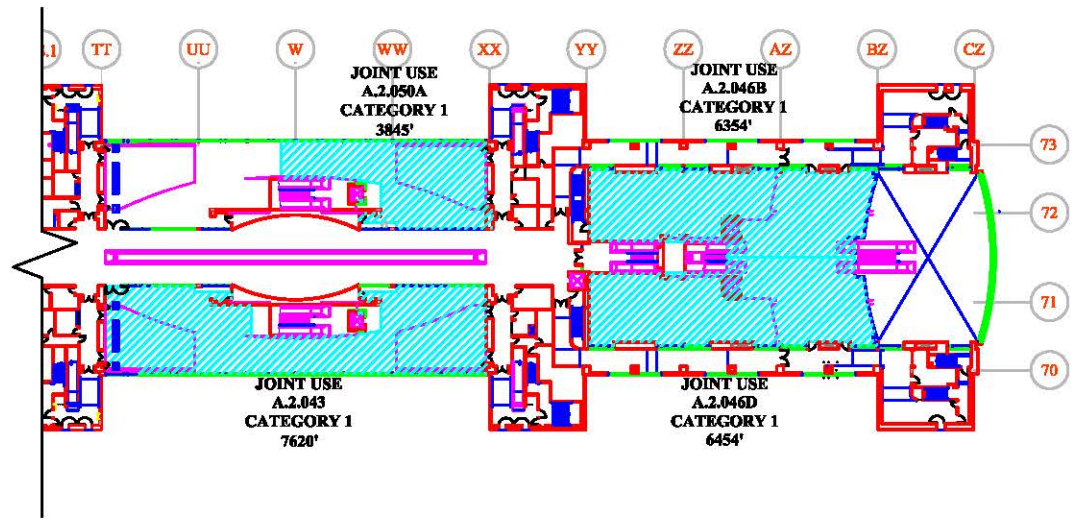 TT
UU
W
WW
XX
YY
ZZ
AZ
BZ
CZ
JOINT USE
A.2.050A
CATEGORY 1
3845'
JOINT USE
A.2.046B
CATEGORY 1
6354'
73
72
71
70
JOINT USE
A.2.043
CATEGORY 1
7620'
JOINT USE
A.2.046D
CATEGORY 1
6454'